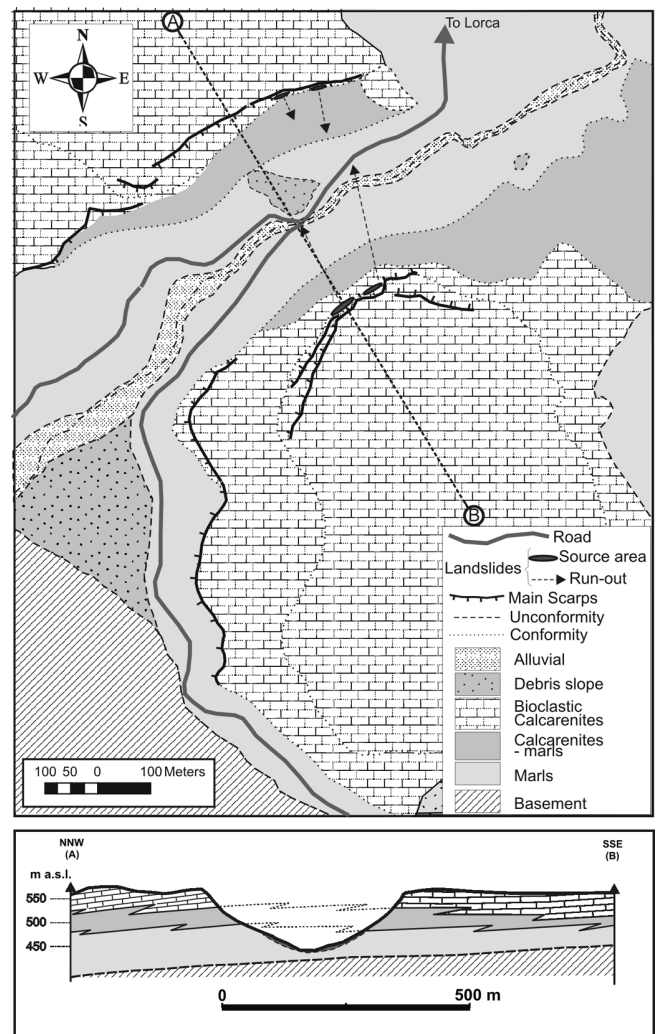 To Lorca
A
N
W E
S
B
Road
Landslides
Source area
Run-out
Main Scarps
Unconformity
Conformity
Alluvial
Debris slope
Bioclastic
Calcarenites
Calcarenites
- marls
Marls
Basement
100 50 0 100 Meters
NNW
(A)
SSE
(B)
m a.s.l.
550
500
450
0 500 m